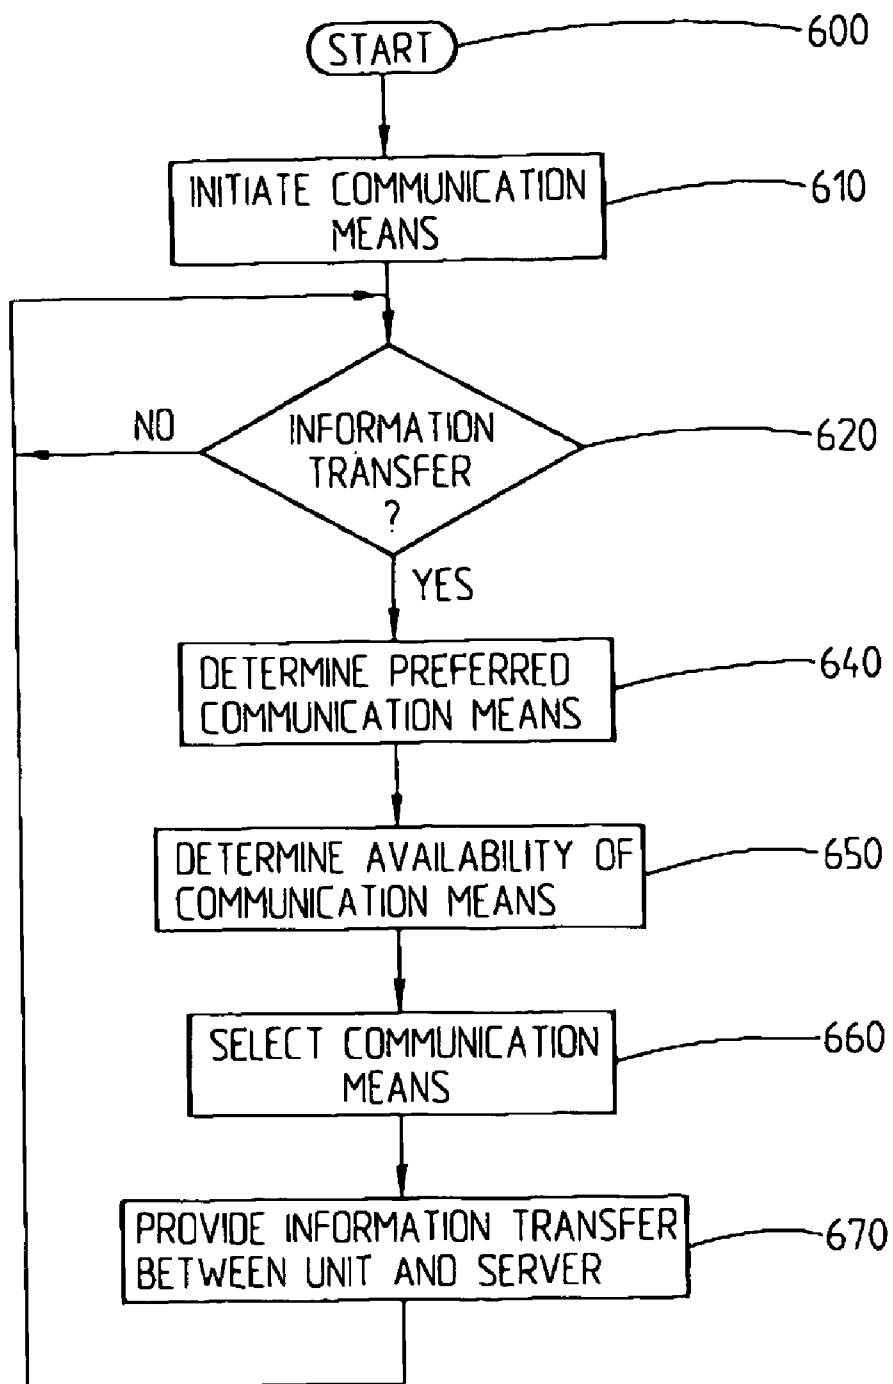 START
600
INITIATE COMMUNICATION
MEANS
610
NO
INFORMATION
TRANSFER
?
620
YES
DETERMINE PREFERRED
COMMUNICATION MEANS
640
DETERMINE AVAILABILITY OF
COMMUNICATION MEANS
650
SELECT COMMUNICATION
MEANS
660
PROVIDE INFORMATION TRANSFER
BETWEEN UNIT AND SERVER
670